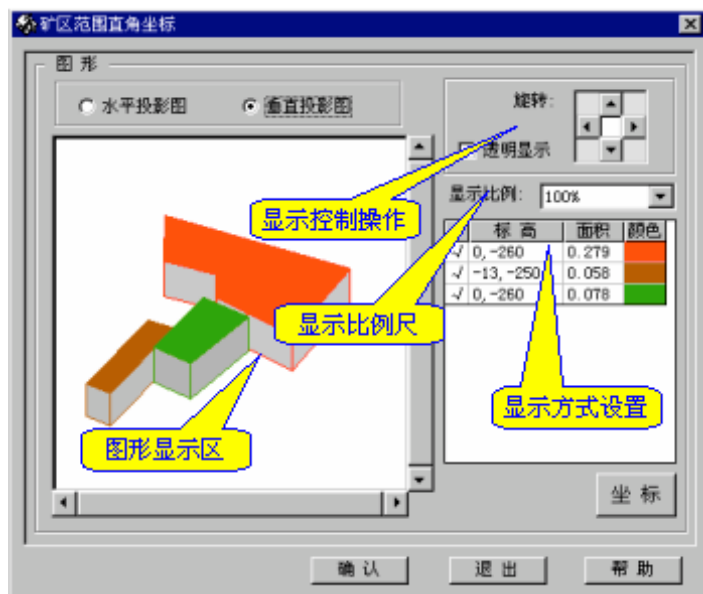 矿区范围直角坐标
图 形
水平投影图 垂直投影图
旋转:
透明显示
显示比例: 100%
显示控制操作
标 高 面积 颜色
√ 0,-260 0.279
√ -13,-250 0.058
√ 0,-260 0.078
显示比例尺
显示方式设置
图形显示区
坐 标
确 认 退 出 帮 助